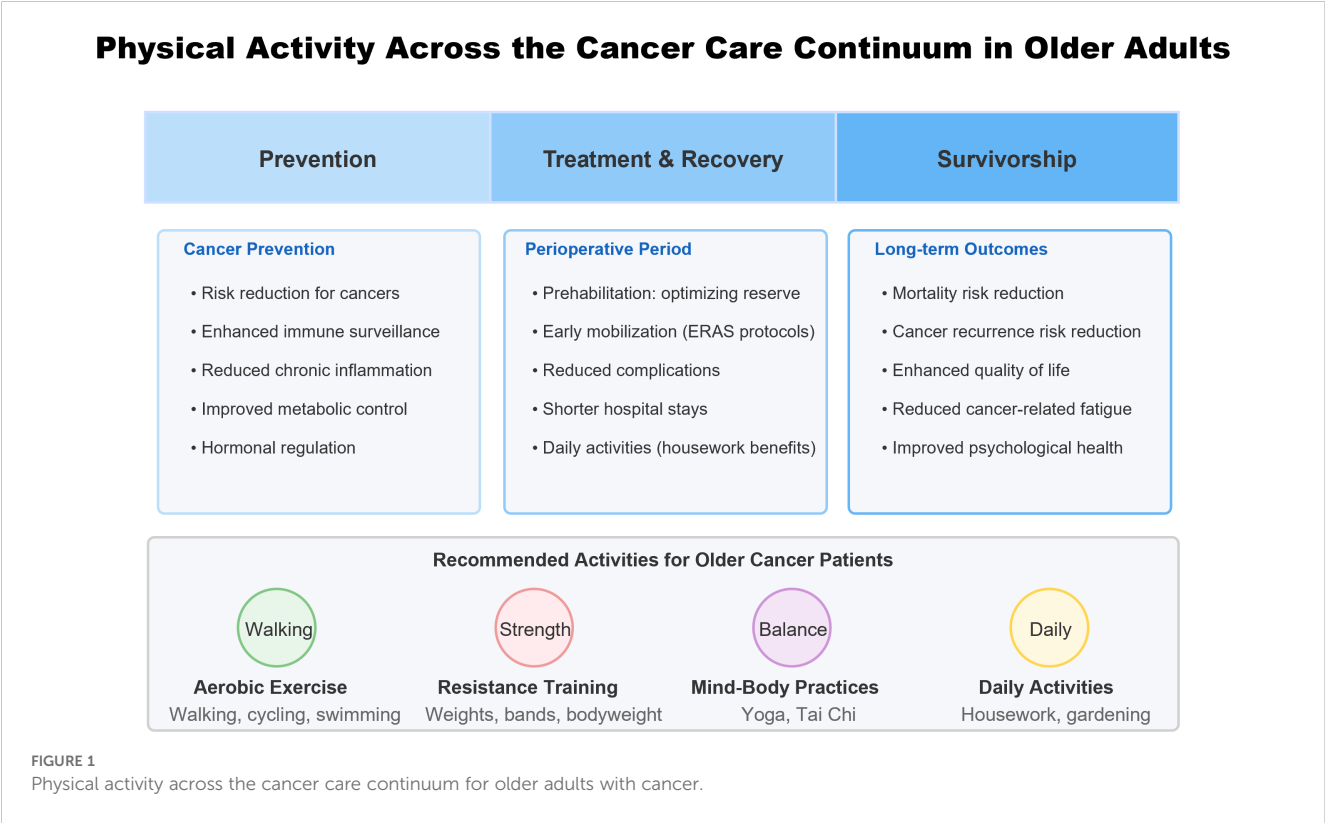 Physical Activity Across the Cancer Care Continuum in Older Adults
Prevention
Treatment & Recovery
Survivorship
Cancer Prevention
• Risk reduction for cancers
• Enhanced immune surveillance
• Reduced chronic inflammation
• Improved metabolic control
• Hormonal regulation
Perioperative Period
• Prehabilitation: optimizing reserve
• Early mobilization (ERAS protocols)
• Reduced complications
• Shorter hospital stays
• Daily activities (housework benefits)
Long-term Outcomes
• Mortality risk reduction
• Cancer recurrence risk reduction
• Enhanced quality of life
• Reduced cancer-related fatigue
• Improved psychological health
Recommended Activities for Older Cancer Patients
Walking
Aerobic Exercise
Walking, cycling, swimming
Strength
Resistance Training
Weights, bands, bodyweight
Balance
Mind-Body Practices
Yoga, Tai Chi
Daily
Daily Activities
Housework, gardening
FIGURE 1
Physical activity across the cancer care continuum for older adults with cancer.